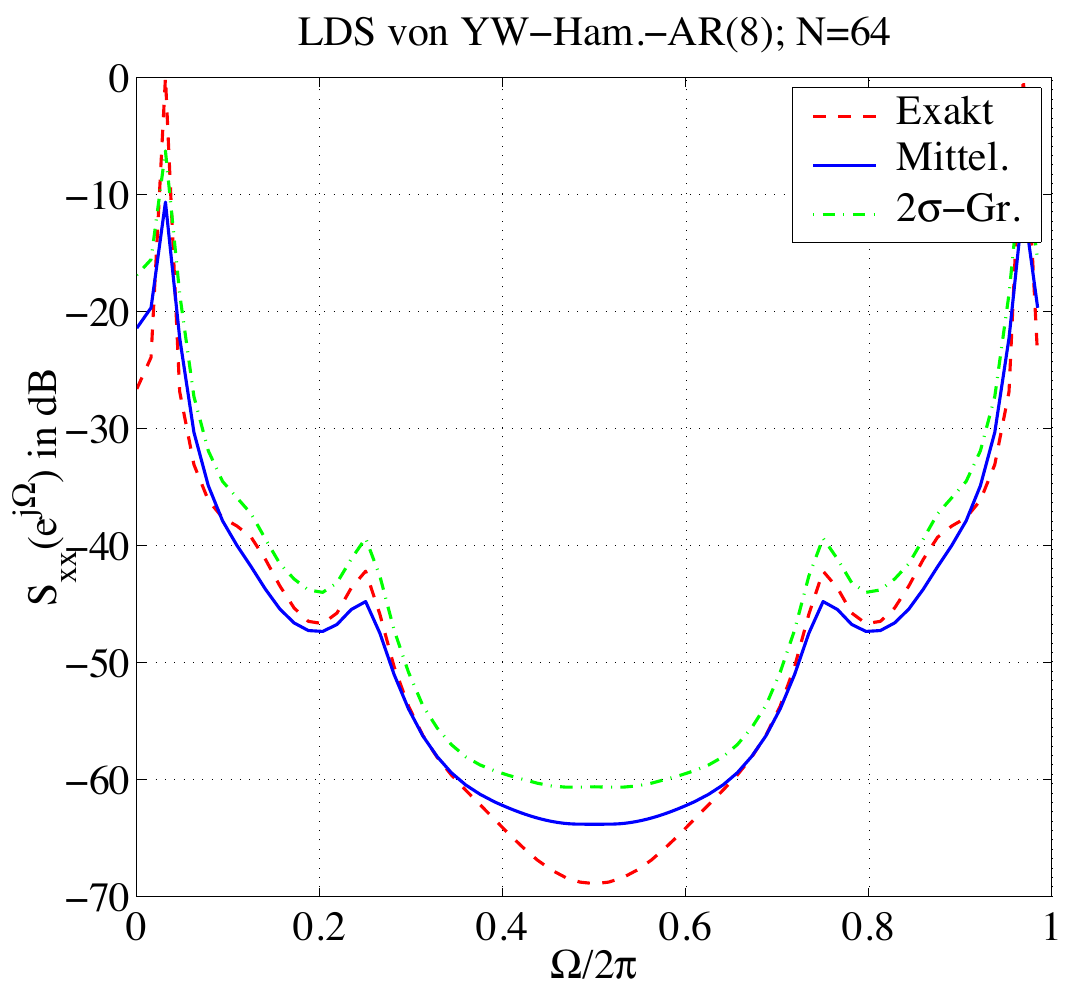 LDS von YW−Ham.−AR(8); N=64
Exakt
Mittel.
2σ−Gr.
0
−10
−20
−30
−40
−50
−60
−70
S_xx(e^jΩ) in dB
0
0.2
0.4
0.6
0.8
1
Ω/2π